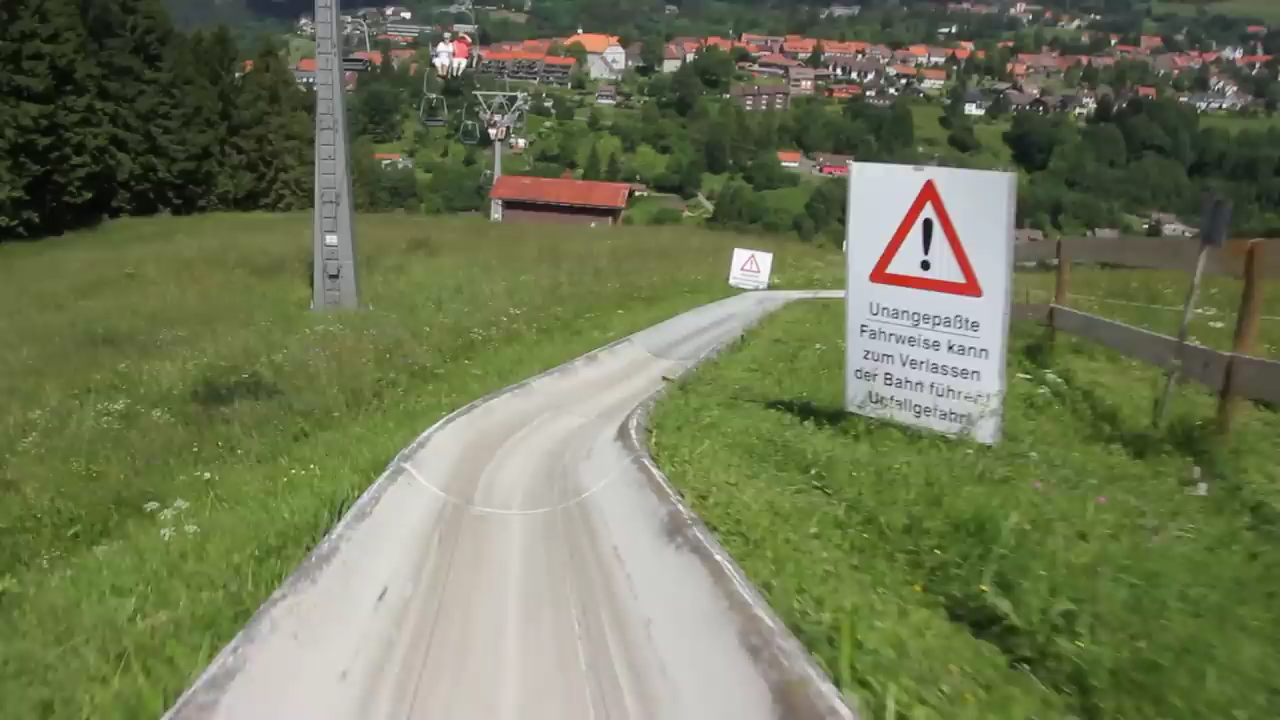 Unangepaßte
Fahrweise kann
zum Verlassen
der Bahn führen!
Unfallgefahr!